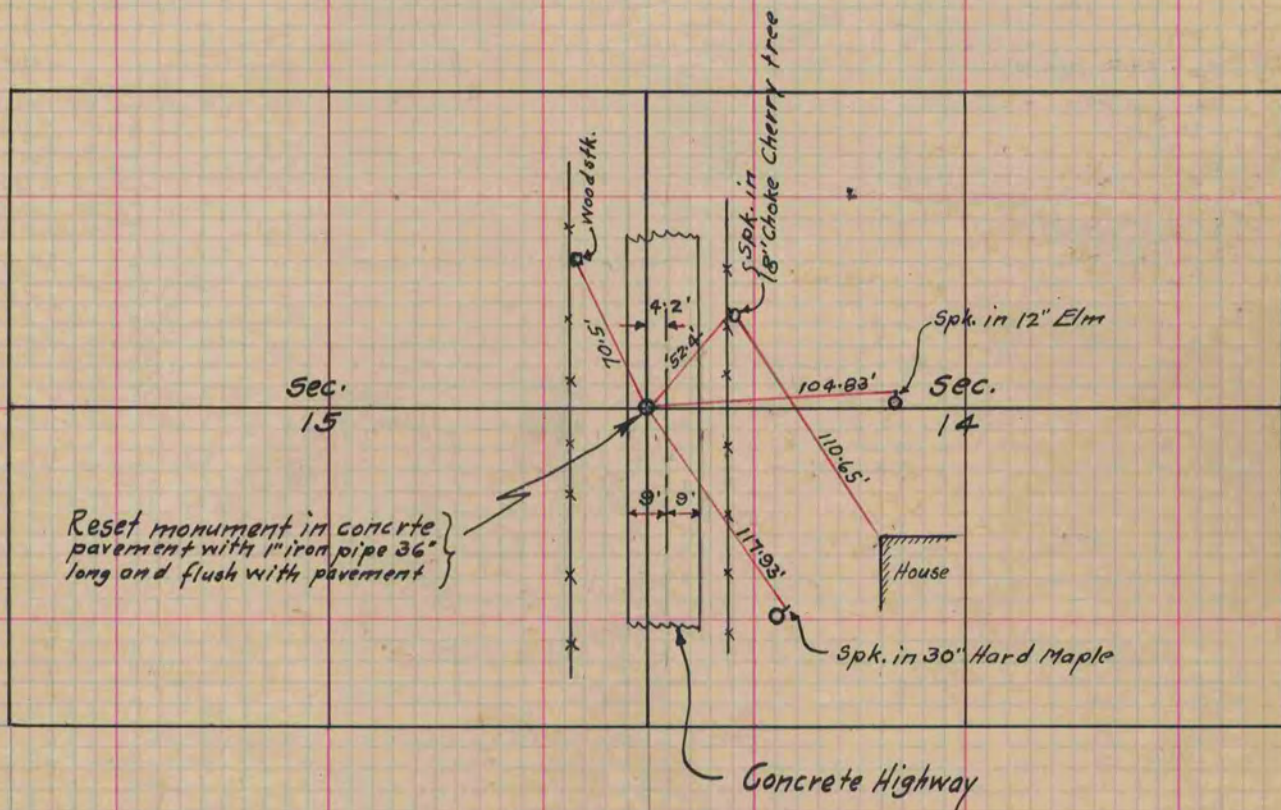 Woodstk.
Spk. in
18" Choke Cherry tree
4.2'
70.5'
52.4'
Spk. in 12" Elm
104.83'
Sec.
15
Sec.
14
110.65'
9'
9'
117.93'
Reset monument in concrte
pavement with 1" iron pipe 36"
long and flush with pavement
House
Spk. in 30" Hard Maple
Concrete Highway